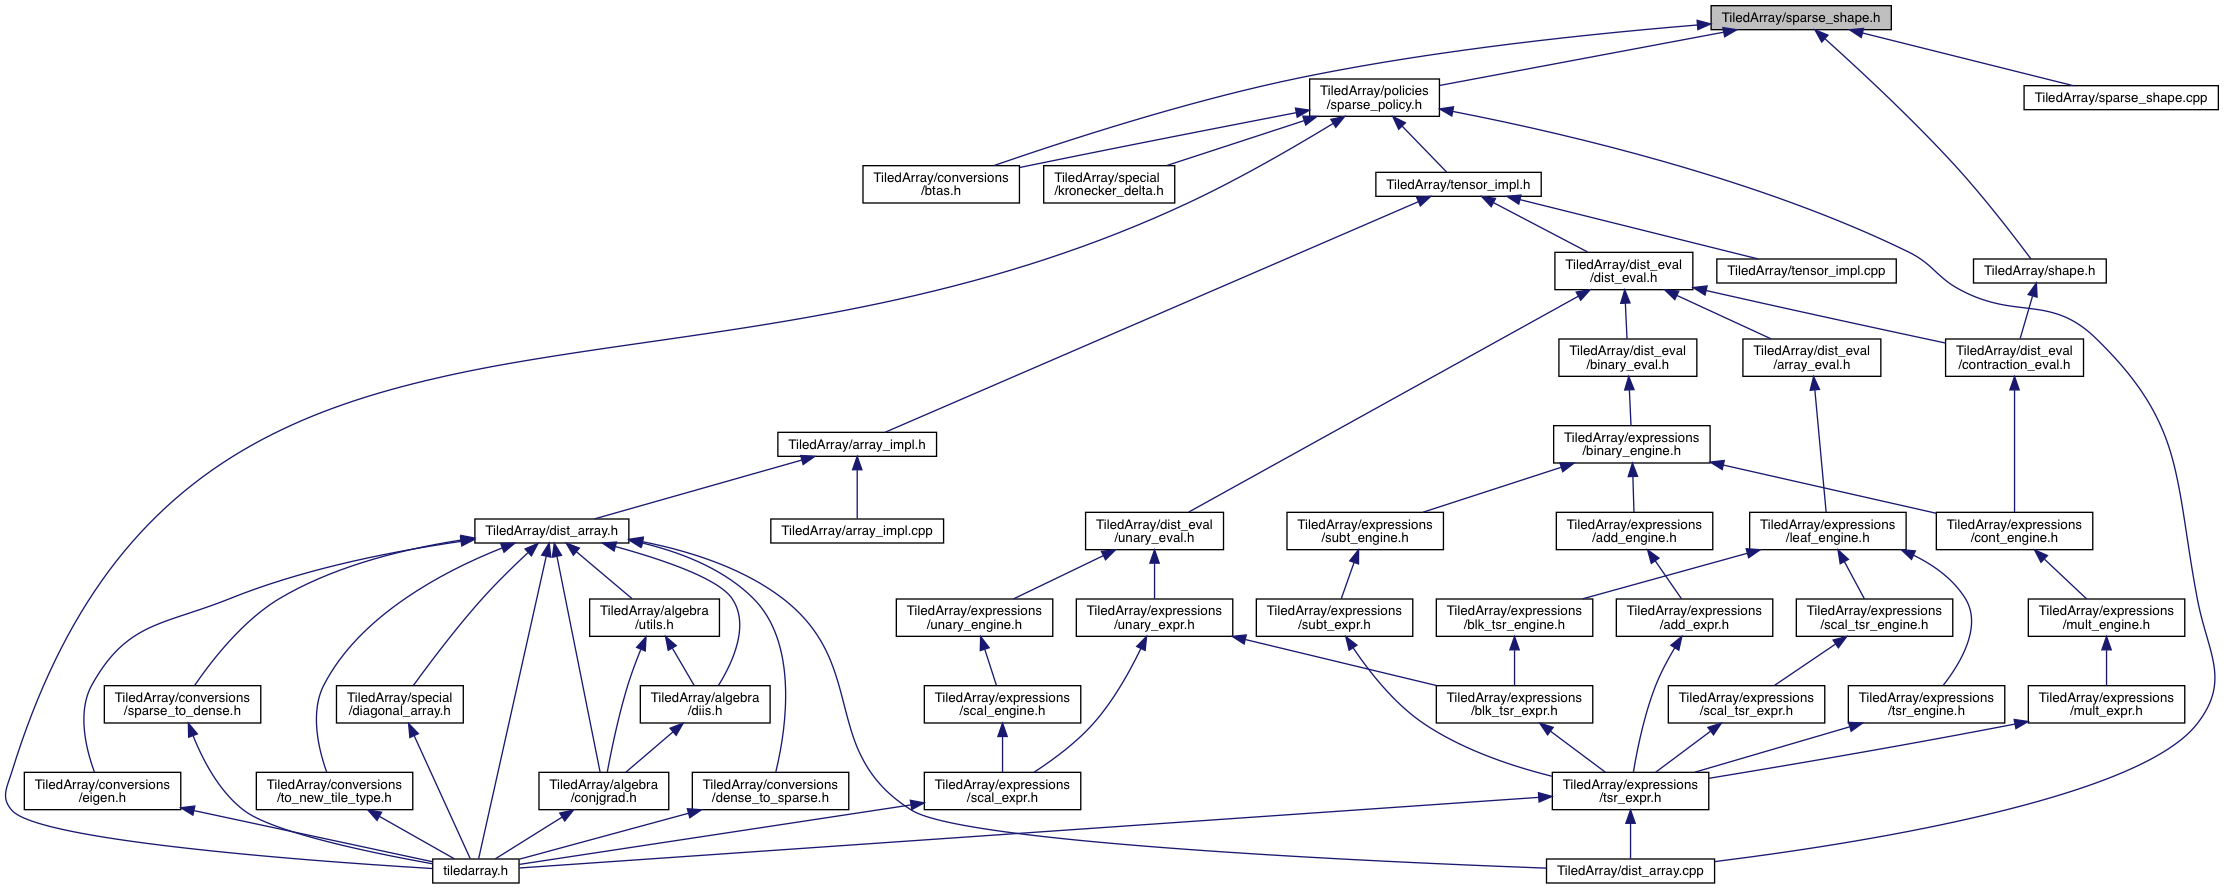 TiledArray/sparse_shape.h
TiledArray/policies
/sparse_policy.h
TiledArray/sparse_shape.cpp
TiledArray/conversions
/btas.h
TiledArray/special
/kronecker_delta.h
TiledArray/tensor_impl.h
TiledArray/dist_eval
/dist_eval.h
TiledArray/tensor_impl.cpp
TiledArray/shape.h
TiledArray/dist_eval
/binary_eval.h
TiledArray/dist_eval
/array_eval.h
TiledArray/dist_eval
/contraction_eval.h
TiledArray/array_impl.h
TiledArray/expressions
/binary_engine.h
TiledArray/dist_array.h
TiledArray/array_impl.cpp
TiledArray/dist_eval
/unary_eval.h
TiledArray/expressions
/subt_engine.h
TiledArray/expressions
/add_engine.h
TiledArray/expressions
/leaf_engine.h
TiledArray/expressions
/cont_engine.h
TiledArray/algebra
/utils.h
TiledArray/expressions
/unary_engine.h
TiledArray/expressions
/unary_expr.h
TiledArray/expressions
/subt_expr.h
TiledArray/expressions
/blk_tsr_engine.h
TiledArray/expressions
/add_expr.h
TiledArray/expressions
/scal_tsr_engine.h
TiledArray/expressions
/mult_engine.h
TiledArray/conversions
/sparse_to_dense.h
TiledArray/special
/diagonal_array.h
TiledArray/algebra
/diis.h
TiledArray/expressions
/scal_engine.h
TiledArray/expressions
/blk_tsr_expr.h
TiledArray/expressions
/scal_tsr_expr.h
TiledArray/expressions
/tsr_engine.h
TiledArray/expressions
/mult_expr.h
TiledArray/conversions
/eigen.h
TiledArray/conversions
/to_new_tile_type.h
TiledArray/algebra
/conjgrad.h
TiledArray/conversions
/dense_to_sparse.h
TiledArray/expressions
/scal_expr.h
TiledArray/expressions
/tsr_expr.h
tiledarray.h
TiledArray/dist_array.cpp